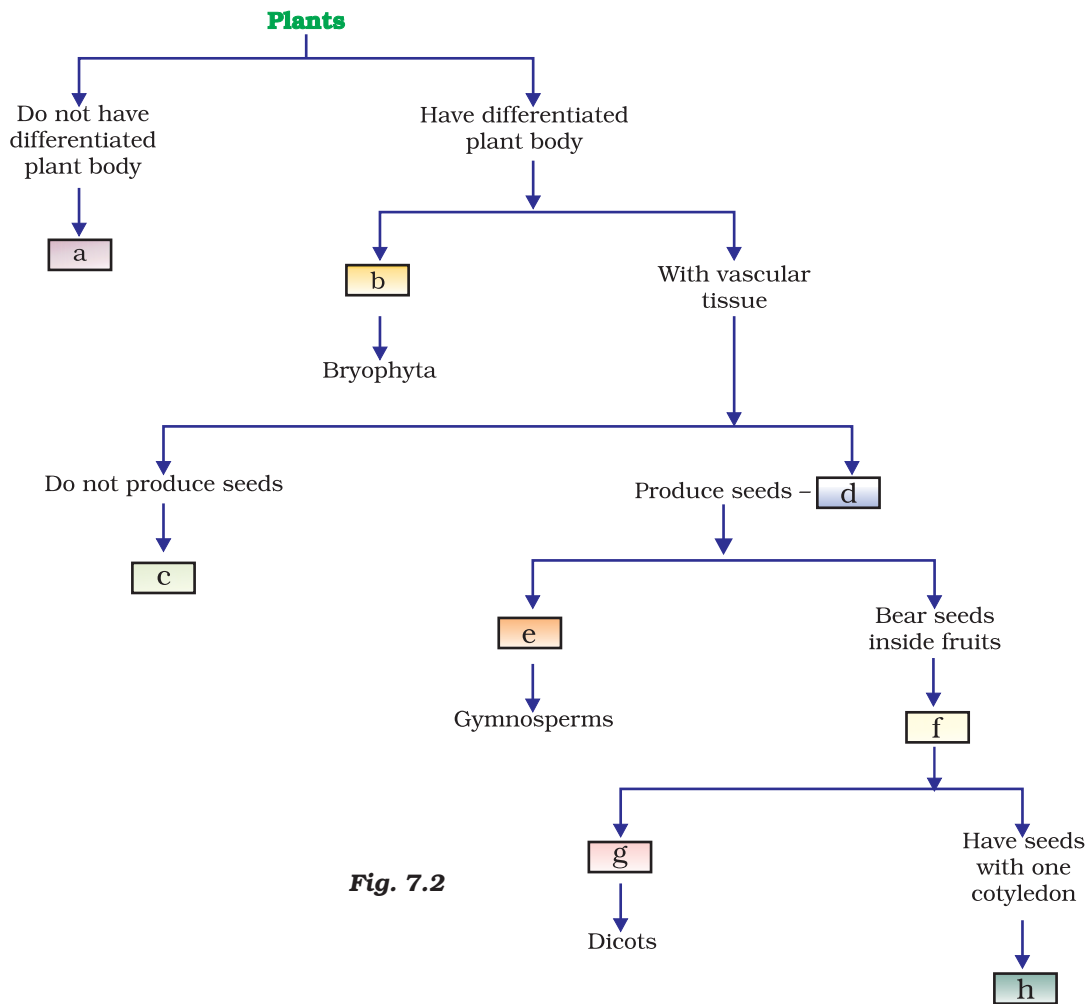 Plants
Do not have
differentiated
plant body
Have differentiated
plant body
a
b
With vascular
tissue
Bryophyta
Do not produce seeds
Produce seeds – d
c
e
Bear seeds
inside fruits
Gymnosperms
f
g
Have seeds
with one
cotyledon
Fig. 7.2
Dicots
h